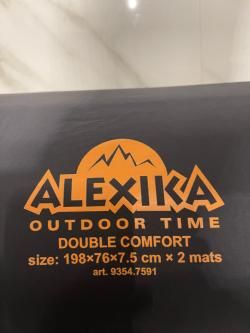 ALEXIKA
OUTDOOR TIME
DOUBLE COMFORT
size: 198×76×7.5 cm × 2 mats
art. 9354.7591